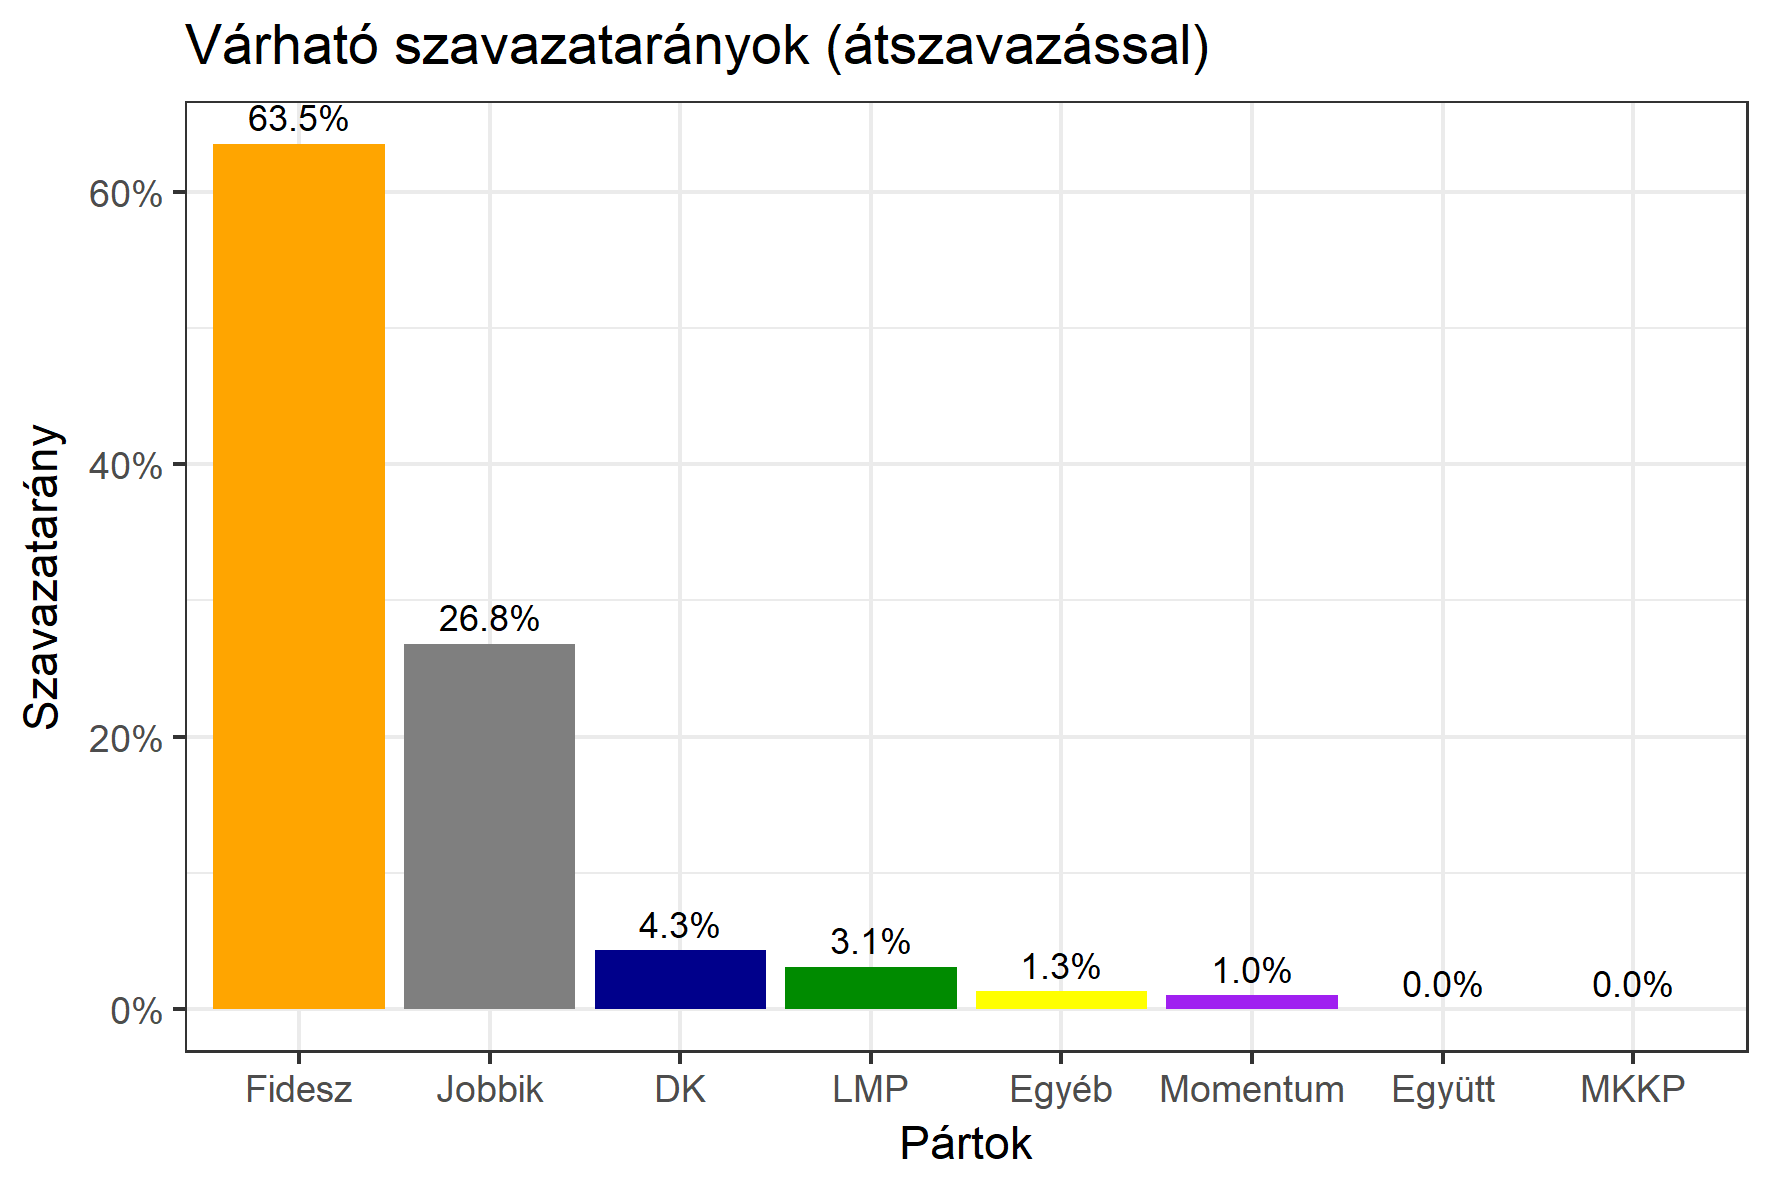 Várható szavazatarányok (átszavazással)
63.5%
26.8%
4.3%
3.1%
1.3%
1.0%
0.0%
0.0%
60%
40%
20%
0%
Szavazatarány
Fidesz
Jobbik
DK
LMP
Egyéb
Momentum
Együtt
MKKP
Pártok